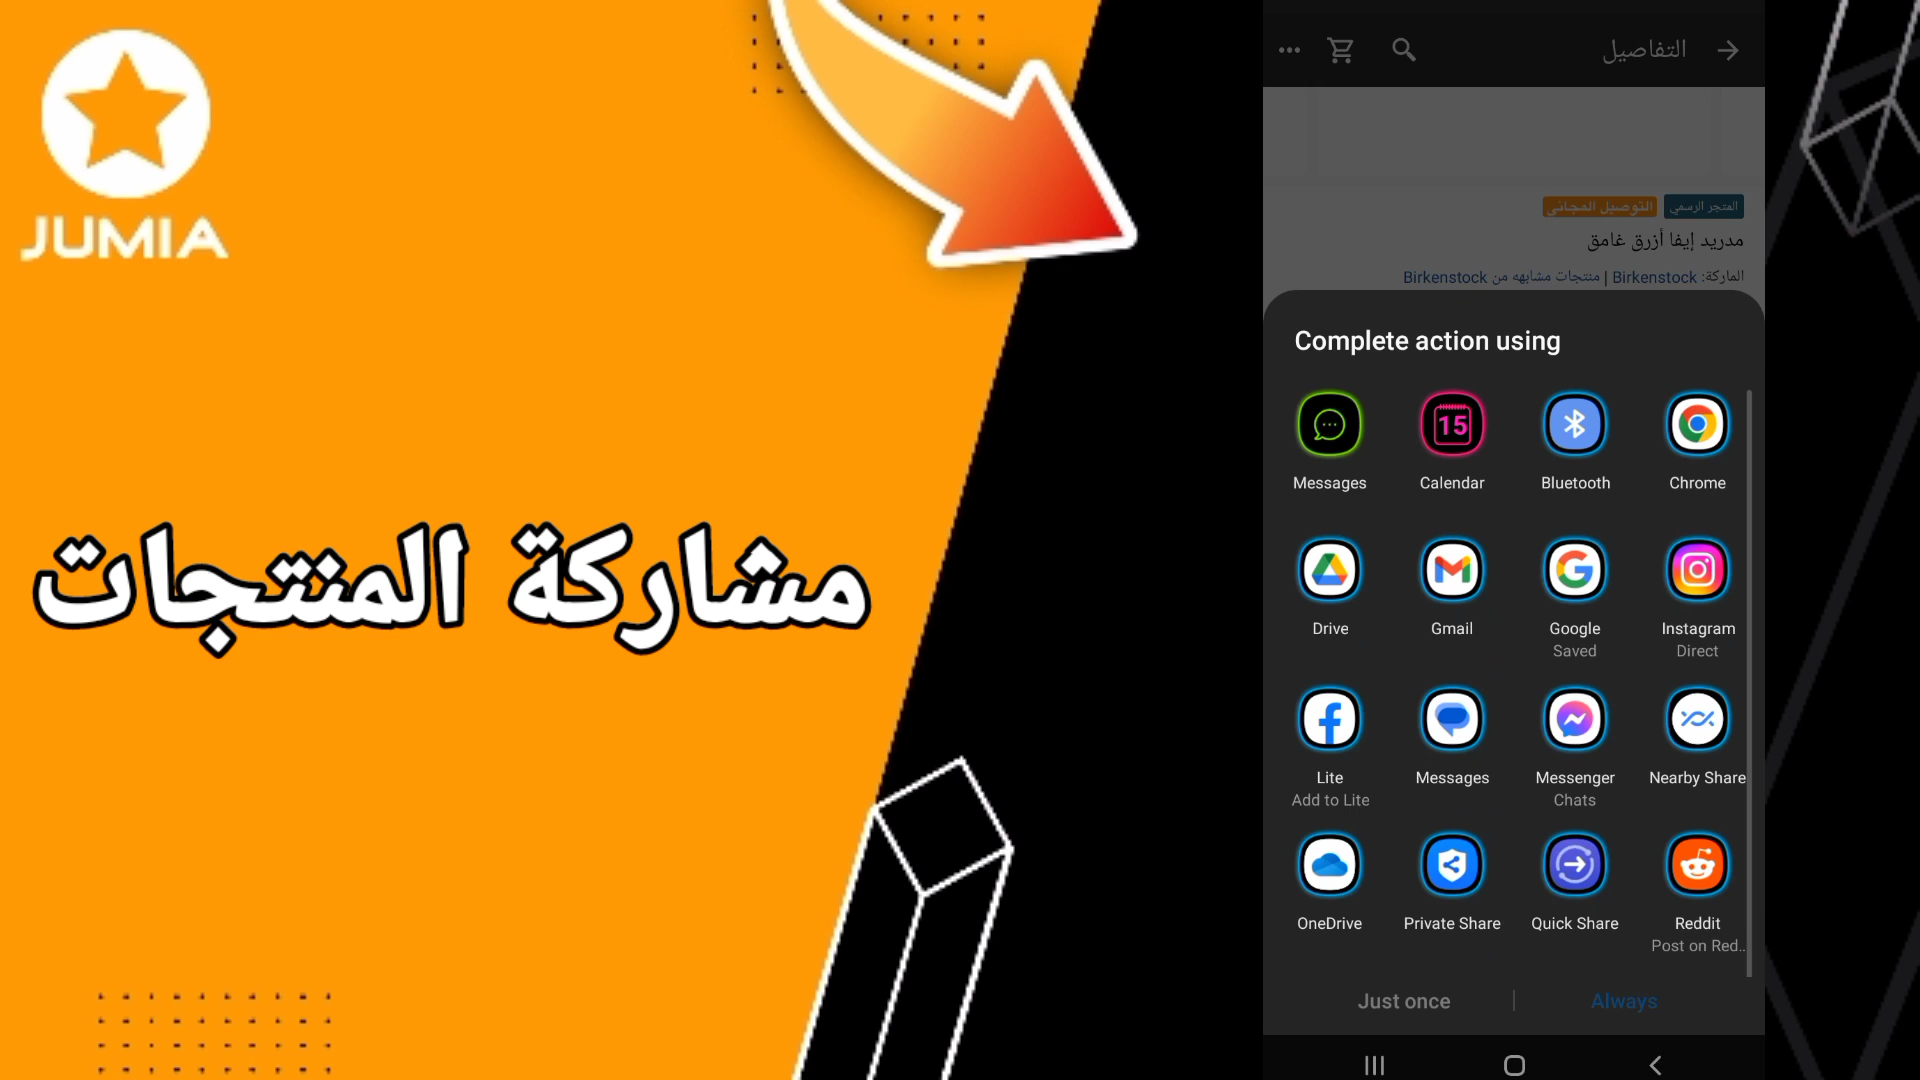 JUMIA
مشاركة المنتجات
التفاصيل
المتجر الرسمي
التوصيل المجاني
مدريد إيفا أزرق غامق
الماركة: Birkenstock | منتجات مشابهه من Birkenstock
Complete action using
15
Messages Calendar Bluetooth Chrome
Drive Gmail Google Instagram
Saved Direct
Lite Messages Messenger Nearby Share
Add to Lite Chats
OneDrive Private Share Quick Share Reddit
Post on Red..
Just once | Always